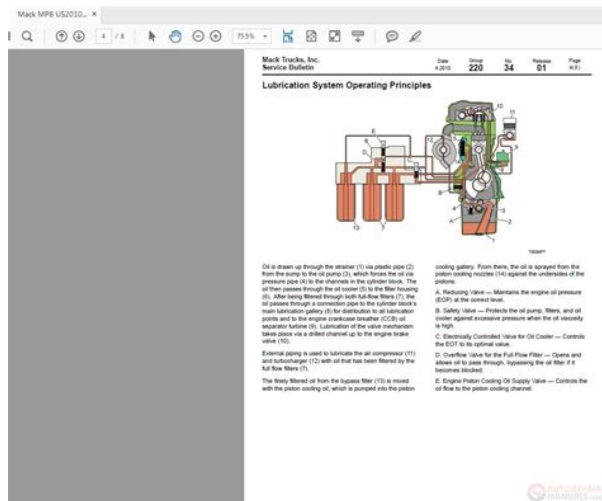 Mack MP8 US2010... ×
4 / 8
75.5%
Mack Trucks, Inc.
Service Bulletin
Date Group No. Release Page
4.2010 220 34 01 4(8)
Lubrication System Operating Principles
Oil is drawn up through the strainer (1) via plastic pipe (2)
from the sump to the oil pump (3), which forces the oil via
pressure pipe (4) to the channels in the cylinder block. The
oil then passes through the oil cooler (5) to the filter housing
(6). After being filtered through both full-flow filters (7), the
oil passes through a connection pipe to the cylinder block's
main lubrication gallery (8) for distribution to all lubrication
points and to the engine crankcase breather (CCB) oil
separator turbine (9). Lubrication of the valve mechanism
takes place via a drilled channel up to the engine brake
valve (10).
External piping is used to lubricate the air compressor (11)
and turbocharger (12) with oil that has been filtered by the
full flow filters (7).
The finely filtered oil from the bypass filter (13) is mixed
with the piston cooling oil, which is pumped into the piston
cooling gallery. From there, the oil is sprayed from the
piston cooling nozzles (14) against the undersides of the
pistons.
A. Reducing Valve — Maintains the engine oil pressure
(EOP) at the correct level.
B. Safety Valve — Protects the oil pump, filters, and oil
cooler against excessive pressure when the oil viscosity
is high.
C. Electrically Controlled Valve for Oil Cooler — Controls
the EOT to its optimal value.
D. Overflow Valve for the Full Flow Filter — Opens and
allows oil to pass through, bypassing the oil filter if it
becomes blocked.
E. Engine Piston Cooling Oil Supply Valve — Controls the
oil flow to the piston cooling channel.